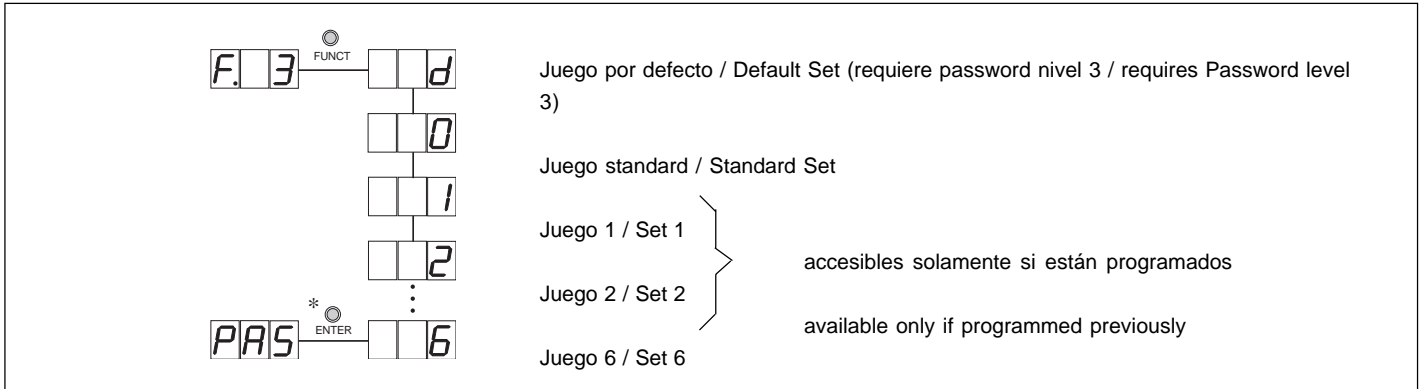 FUNCT
F. 3 d
Juego por defecto / Default Set (requiere password nivel 3 / requires Password level
3)
0
Juego standard / Standard Set
1
Juego 1 / Set 1
2
accesibles solamente si están programados
Juego 2 / Set 2
*
ENTER
available only if programmed previously
PAS 6
Juego 6 / Set 6